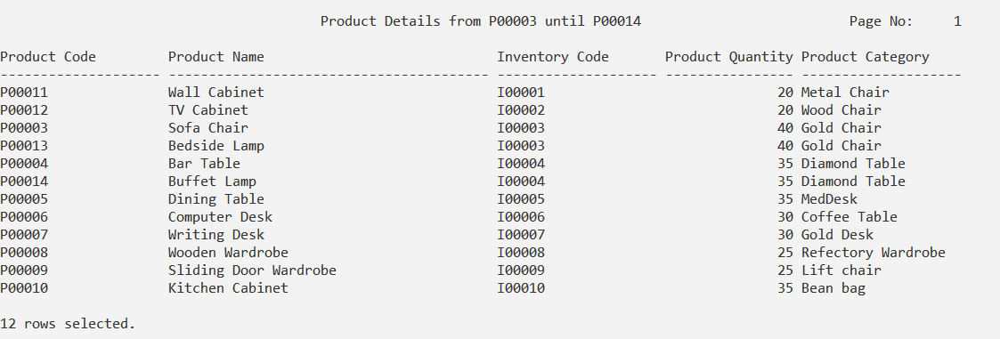 Product Details from P00003 until P00014 Page No: 1
Product Code Product Name Inventory Code Product Quantity Product Category
-------------------- ---------------------------------------- -------------------- ---------------- --------------------
P00011 Wall Cabinet I00001 20 Metal Chair
P00012 TV Cabinet I00002 20 Wood Chair
P00003 Sofa Chair I00003 40 Gold Chair
P00013 Bedside Lamp I00003 40 Gold Chair
P00004 Bar Table I00004 35 Diamond Table
P00014 Buffet Lamp I00004 35 Diamond Table
P00005 Dining Table I00005 35 MedDesk
P00006 Computer Desk I00006 30 Coffee Table
P00007 Writing Desk I00007 30 Gold Desk
P00008 Wooden Wardrobe I00008 25 Refectory Wardrobe
P00009 Sliding Door Wardrobe I00009 25 Lift chair
P00010 Kitchen Cabinet I00010 35 Bean bag
12 rows selected.